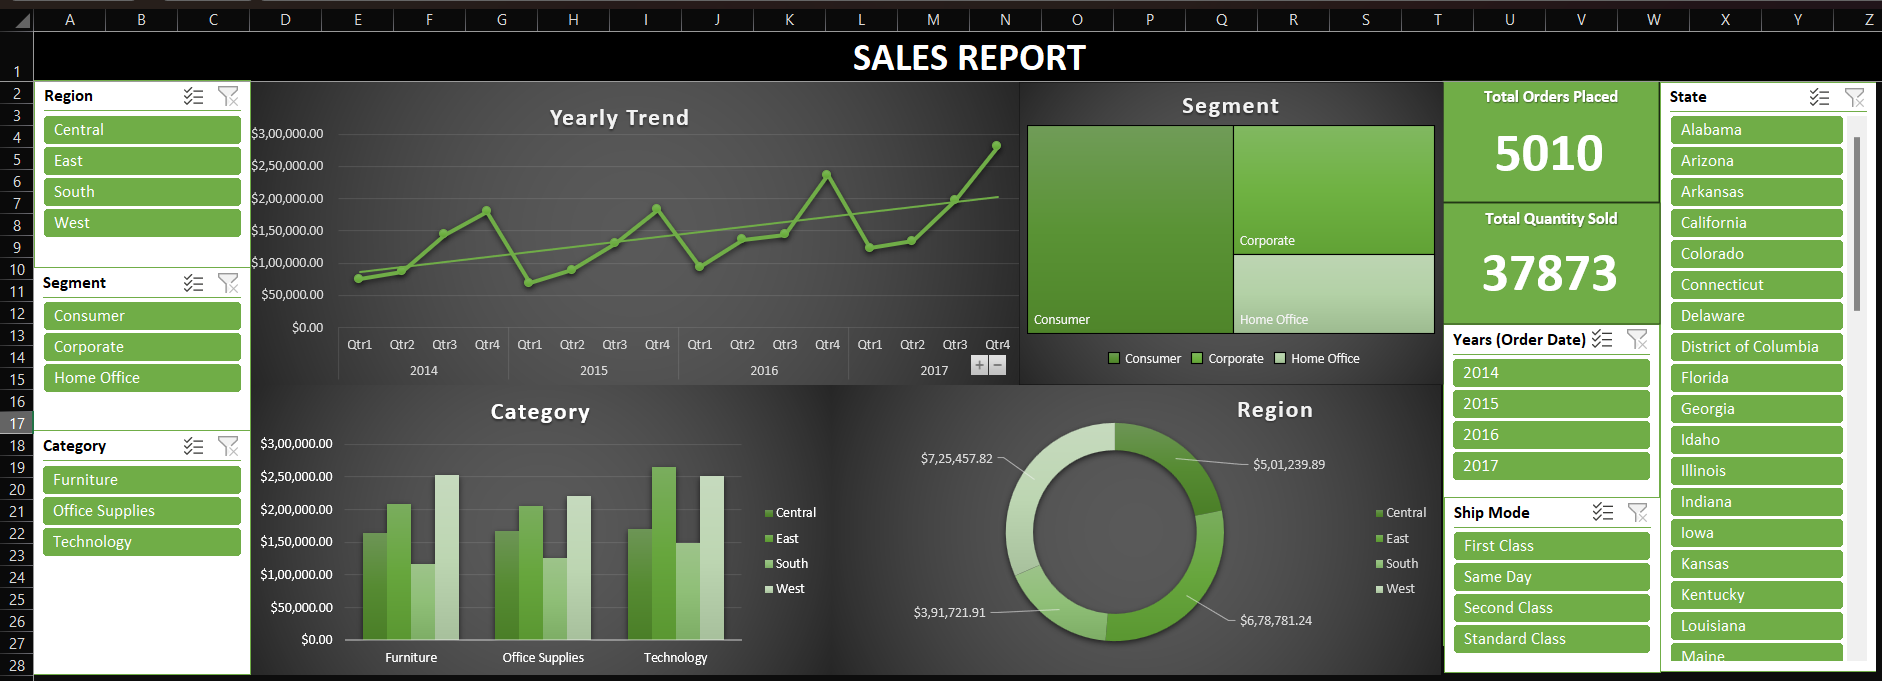 A B C D E F G H I J K L M N O P Q R S T U V W X Y Z
1
2
3
4
5
6
7
8
9
10
11
12
13
14
15
16
17
18
19
20
21
22
23
24
25
26
27
28
SALES REPORT
Region
Central
East
South
West
Segment
Consumer
Corporate
Home Office
Category
Furniture
Office Supplies
Technology
Yearly Trend
$3,00,000.00
$2,50,000.00
$2,00,000.00
$1,50,000.00
$1,00,000.00
$50,000.00
$0.00
Qtr1 Qtr2 Qtr3 Qtr4 Qtr1 Qtr2 Qtr3 Qtr4 Qtr1 Qtr2 Qtr3 Qtr4 Qtr1 Qtr2 Qtr3 Qtr4
2014 2015 2016 2017
+ −
Segment
Corporate
Consumer
Home Office
Consumer Corporate Home Office
Category
$3,00,000.00
$2,50,000.00
$2,00,000.00
$1,50,000.00
$1,00,000.00
$50,000.00
$0.00
Furniture Office Supplies Technology
Central
East
South
West
Region
$7,25,457.82
$5,01,239.89
$3,91,721.91
$6,78,781.24
Central
East
South
West
Total Orders Placed
5010
Total Quantity Sold
37873
Years (Order Date)
2014
2015
2016
2017
Ship Mode
First Class
Same Day
Second Class
Standard Class
State
Alabama
Arizona
Arkansas
California
Colorado
Connecticut
Delaware
District of Columbia
Florida
Georgia
Idaho
Illinois
Indiana
Iowa
Kansas
Kentucky
Louisiana
Maine